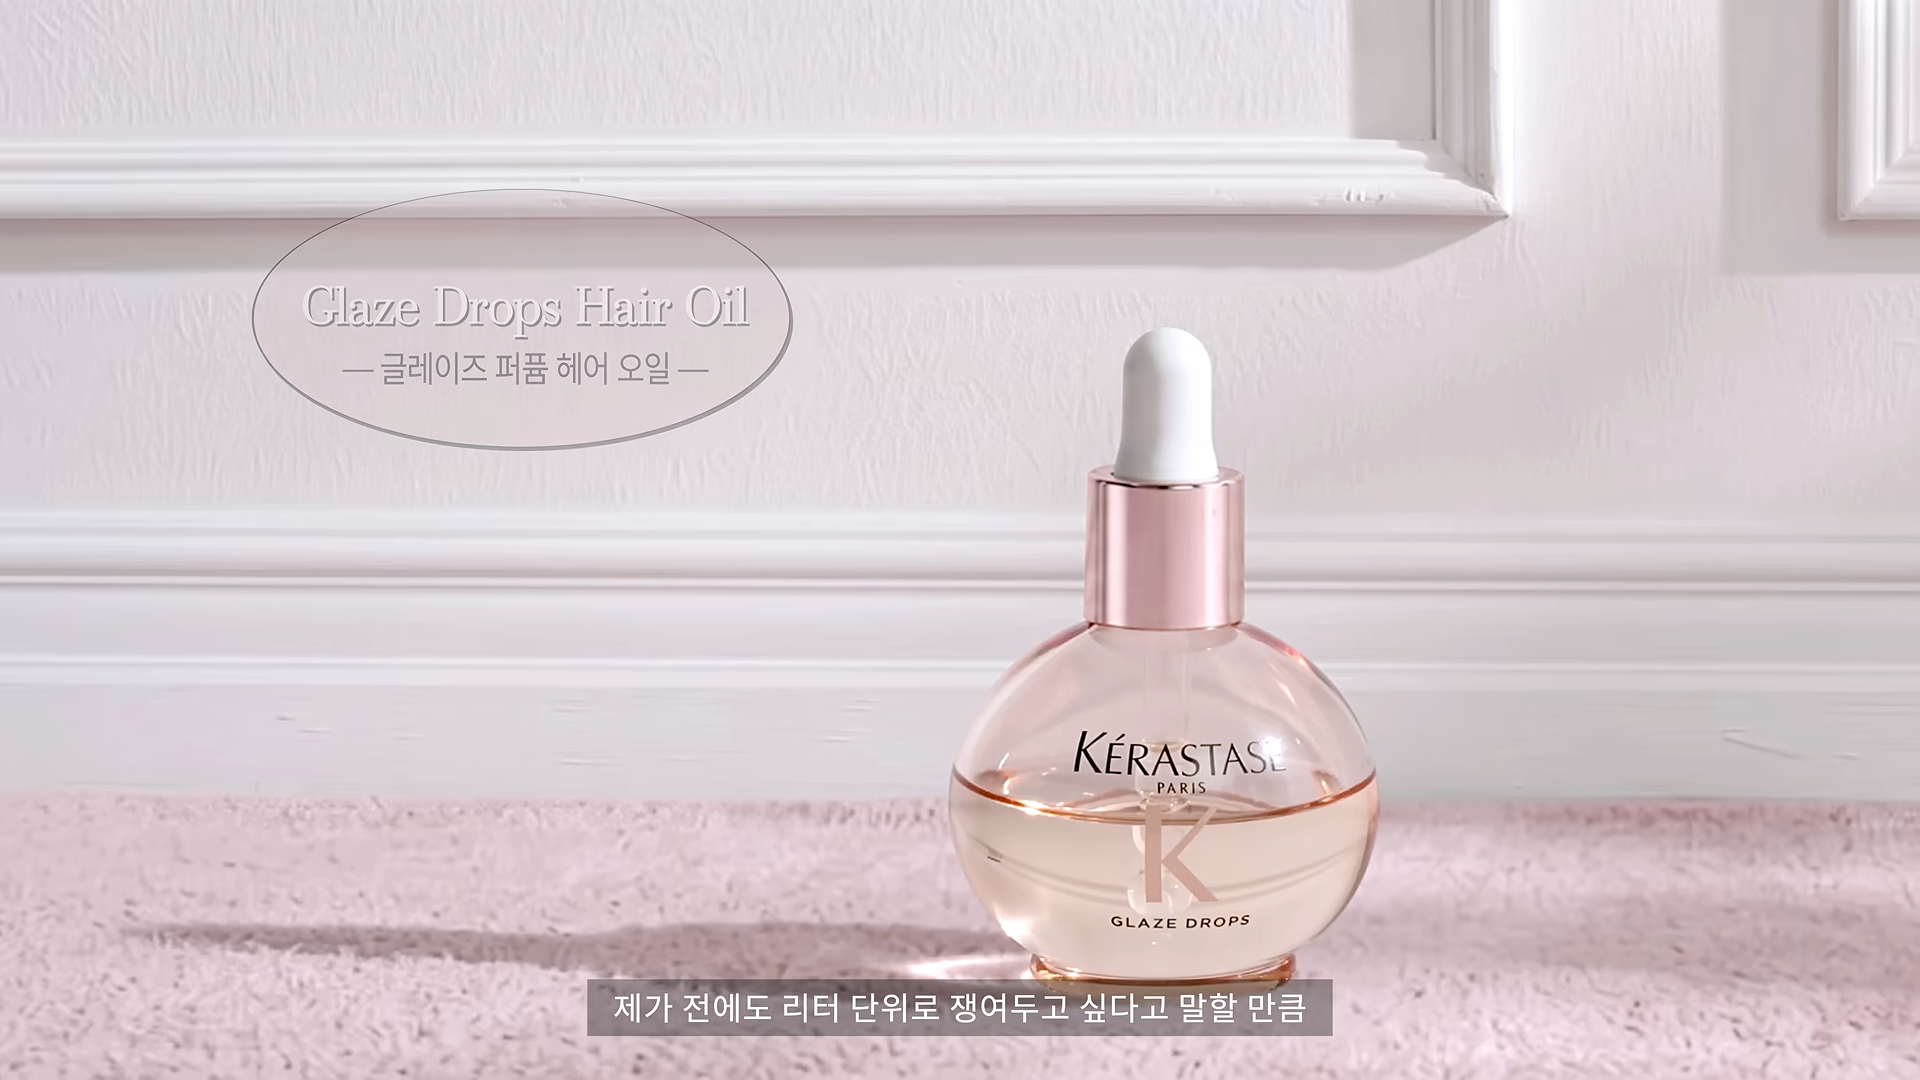 Glaze Drops Hair Oil
— 글레이즈 퍼퓸 헤어 오일 —
KÉRASTASE
PARIS
K
GLAZE DROPS
제가 전에도 리터 단위로 쟁여두고 싶다고 말할 만큼